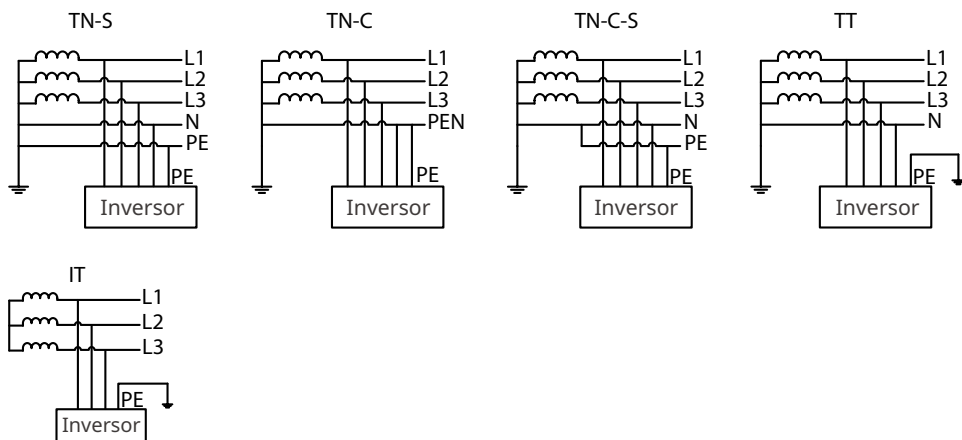 TN-S
L1
L2
L3
N
PE
PE
Inversor
TN-C
L1
L2
L3
PEN
PE
Inversor
TN-C-S
L1
L2
L3
N
PE
PE
Inversor
TT
L1
L2
L3
N
PE
Inversor
IT
L1
L2
L3
PE
Inversor